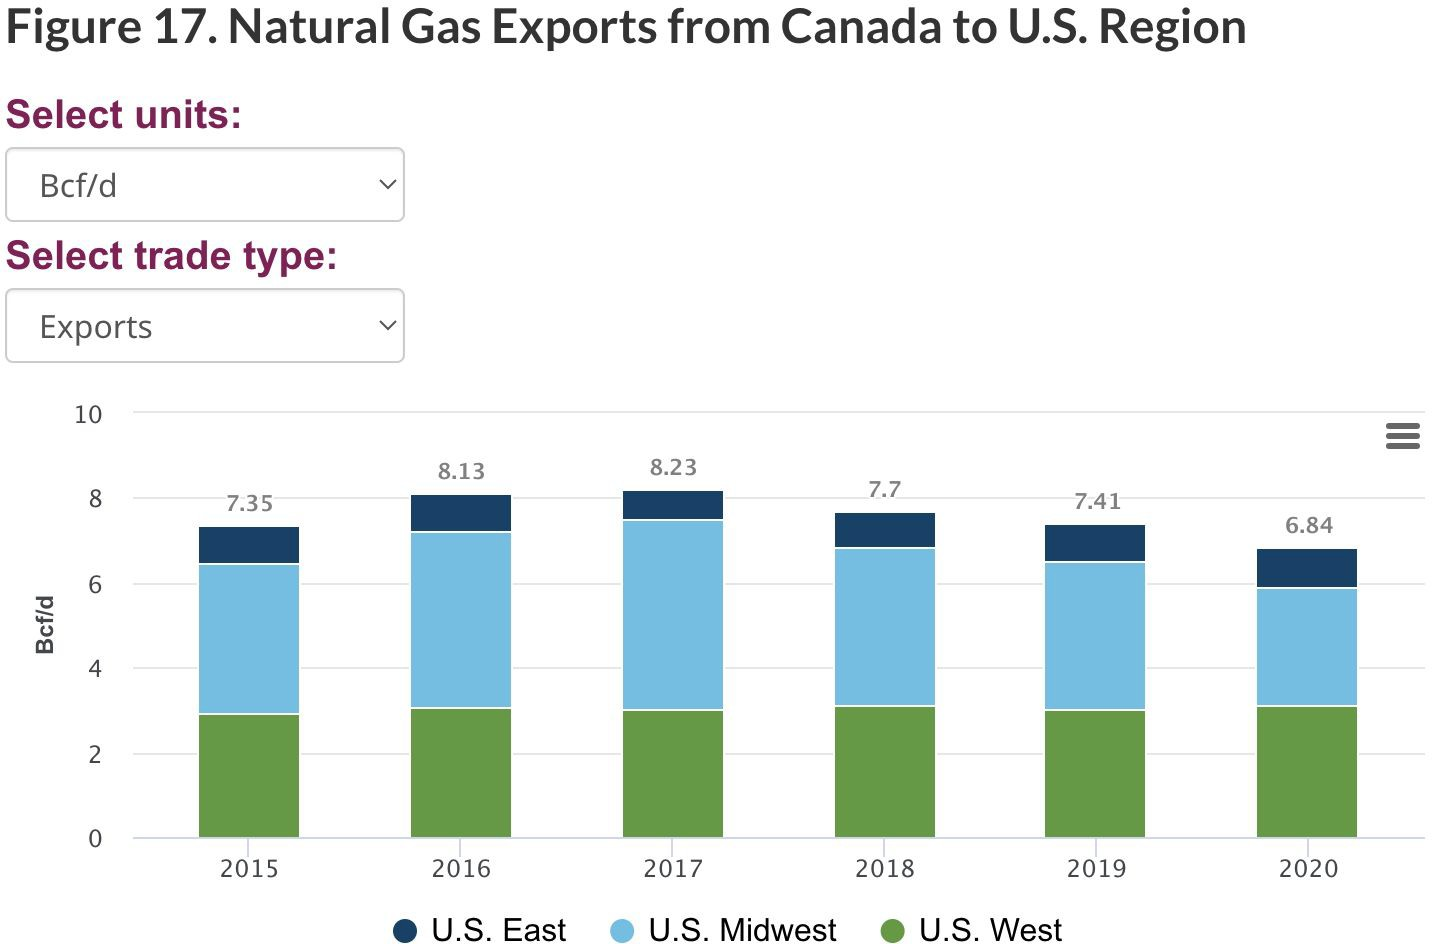 Figure 17. Natural Gas Exports from Canada to U.S. Region
Select units:
Bcf/d
Select trade type:
Exports
10
8
6
4
2
0
Bcf/d
7.35
8.13
8.23
7.7
7.41
6.84
2015 2016 2017 2018 2019 2020
U.S. East U.S. Midwest U.S. West